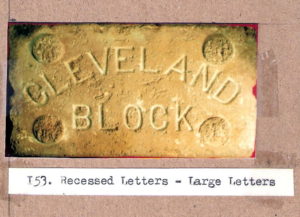 CLEVELAND
BLOCK
153. Recessed Letters - Large Letters